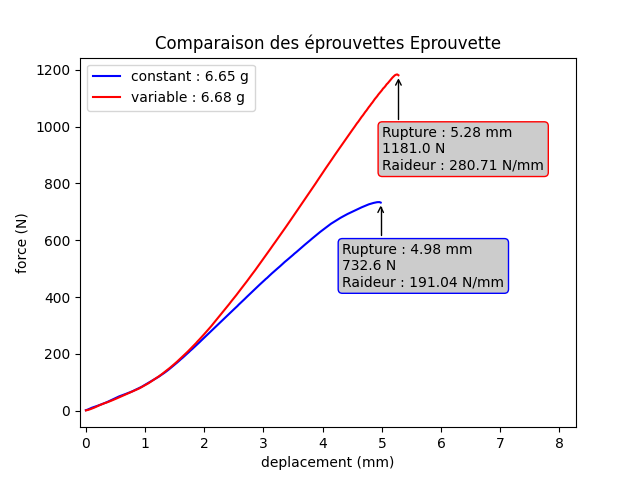 Comparaison des éprouvettes Eprouvette
constant : 6.65 g
variable : 6.68 g
Rupture : 5.28 mm
1181.0 N
Raideur : 280.71 N/mm
Rupture : 4.98 mm
732.6 N
Raideur : 191.04 N/mm
force (N)
1200
1000
800
600
400
200
0
0 1 2 3 4 5 6 7 8
deplacement (mm)